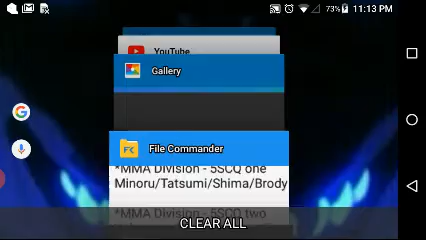 73% 11:13 PM
YouTube
Gallery
File Commander
*MMA Division - 5SCQ one
Minoru/Tatsumi/Shima/Brody
*MMA Division - 5SCQ two
CLEAR ALL